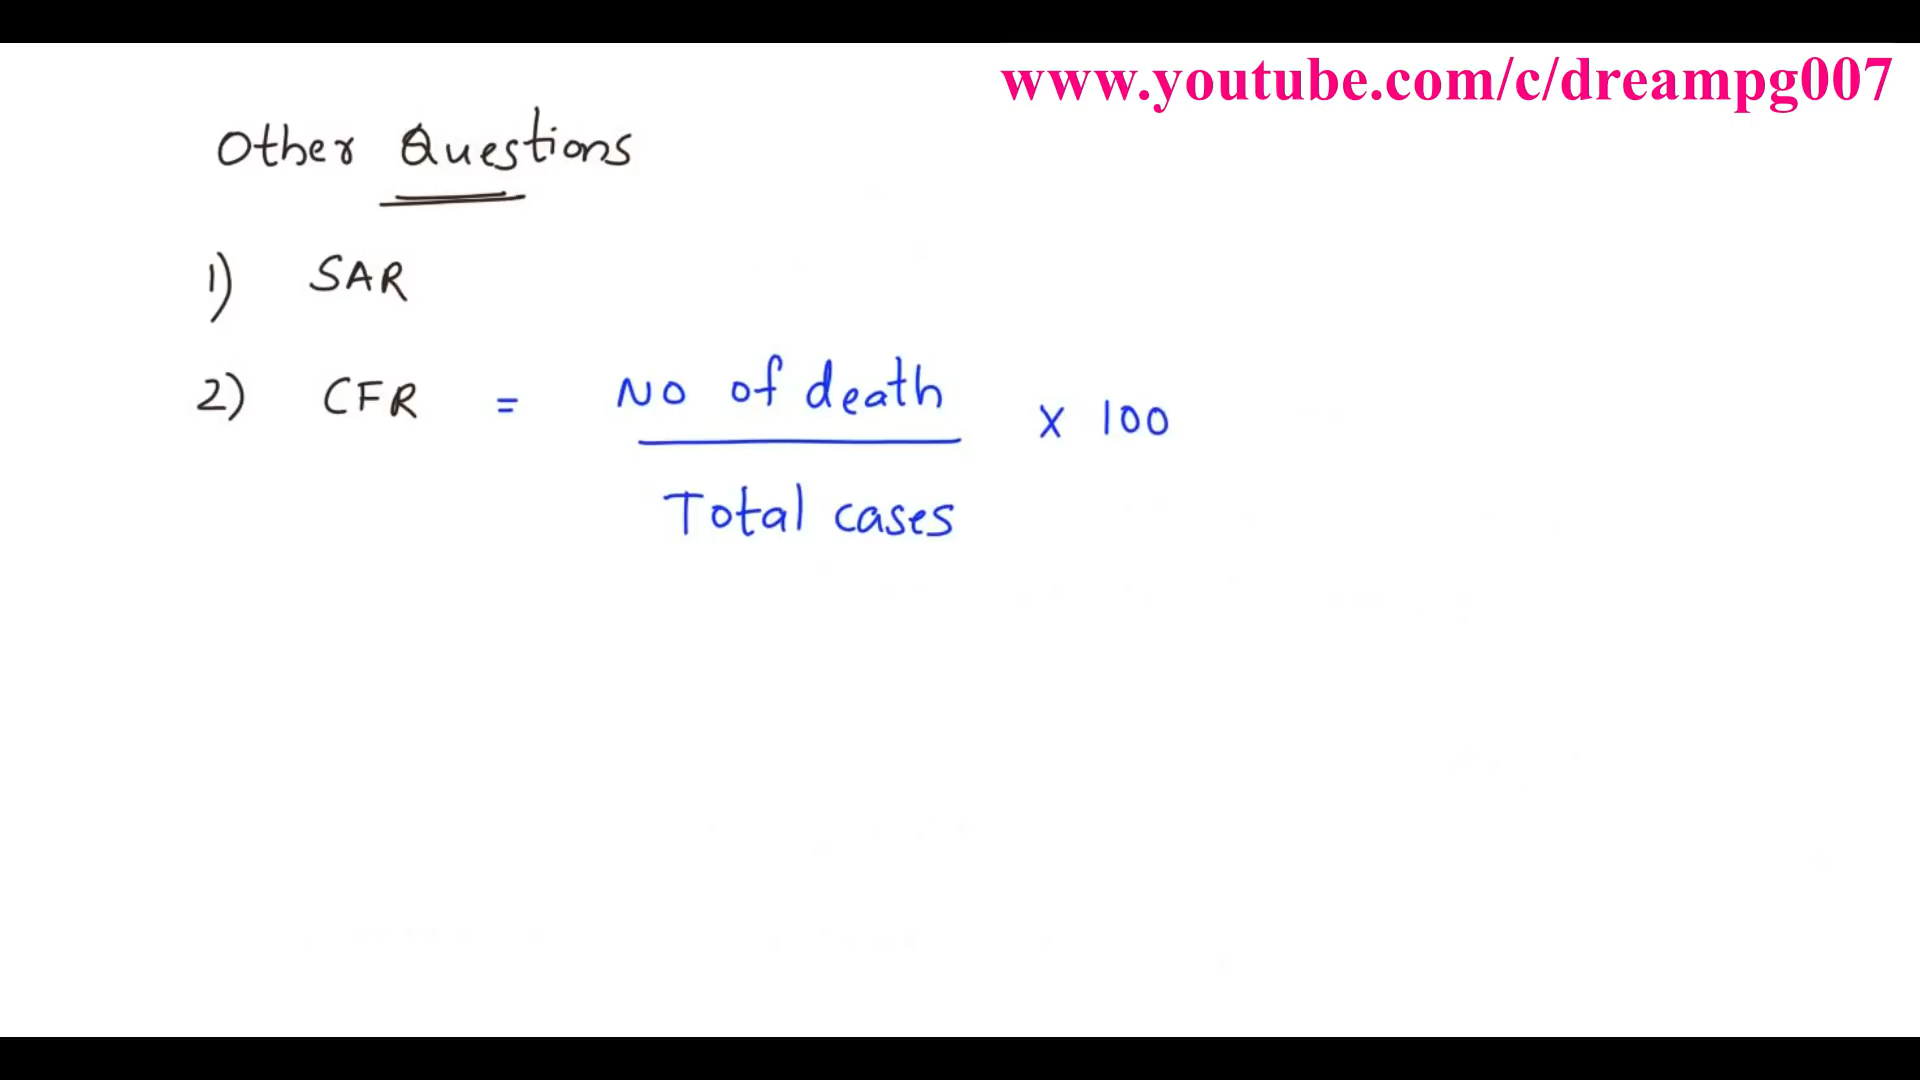 www.youtube.com/c/dreampg007
Other Questions
1) SAR
2) CFR = No of death × 100
Total cases